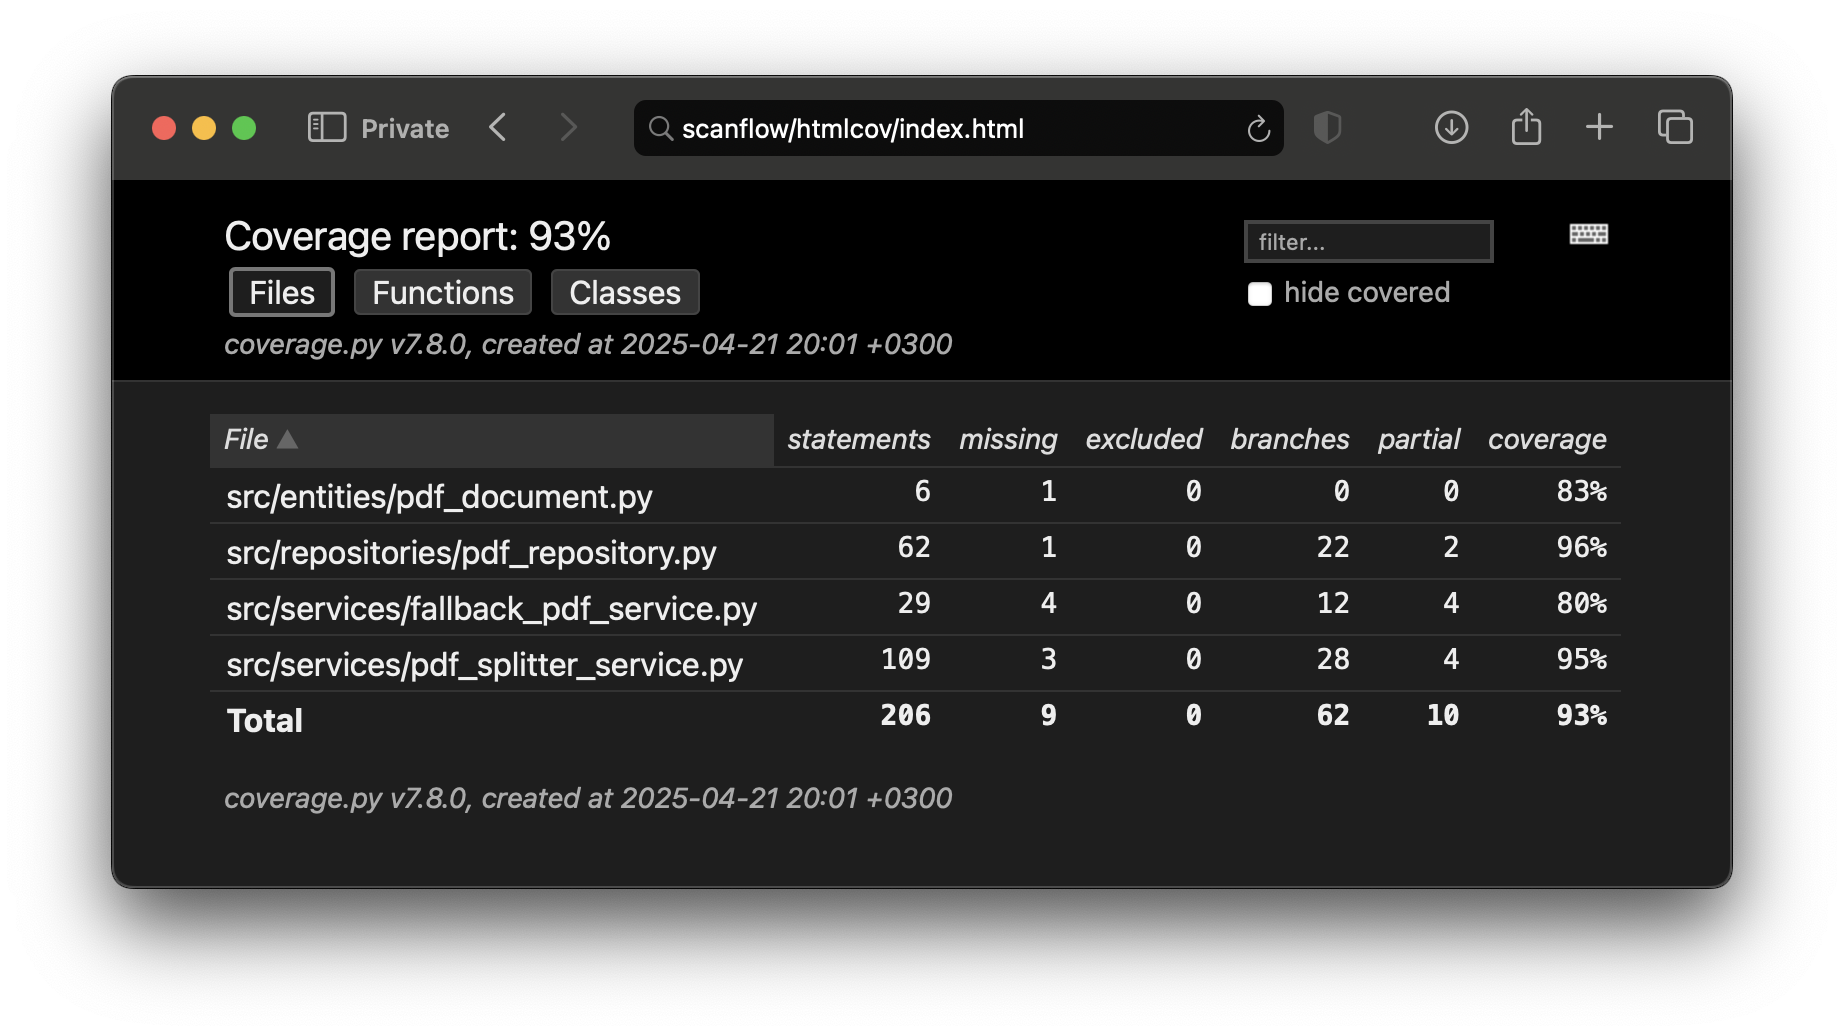 Private
scanflow/htmlcov/index.html
Coverage report: 93%
filter...
Files Functions Classes
hide covered
coverage.py v7.8.0, created at 2025-04-21 20:01 +0300
File statements missing excluded branches partial coverage
src/entities/pdf_document.py 6 1 0 0 0 83%
src/repositories/pdf_repository.py 62 1 0 22 2 96%
src/services/fallback_pdf_service.py 29 4 0 12 4 80%
src/services/pdf_splitter_service.py 109 3 0 28 4 95%
Total 206 9 0 62 10 93%
coverage.py v7.8.0, created at 2025-04-21 20:01 +0300